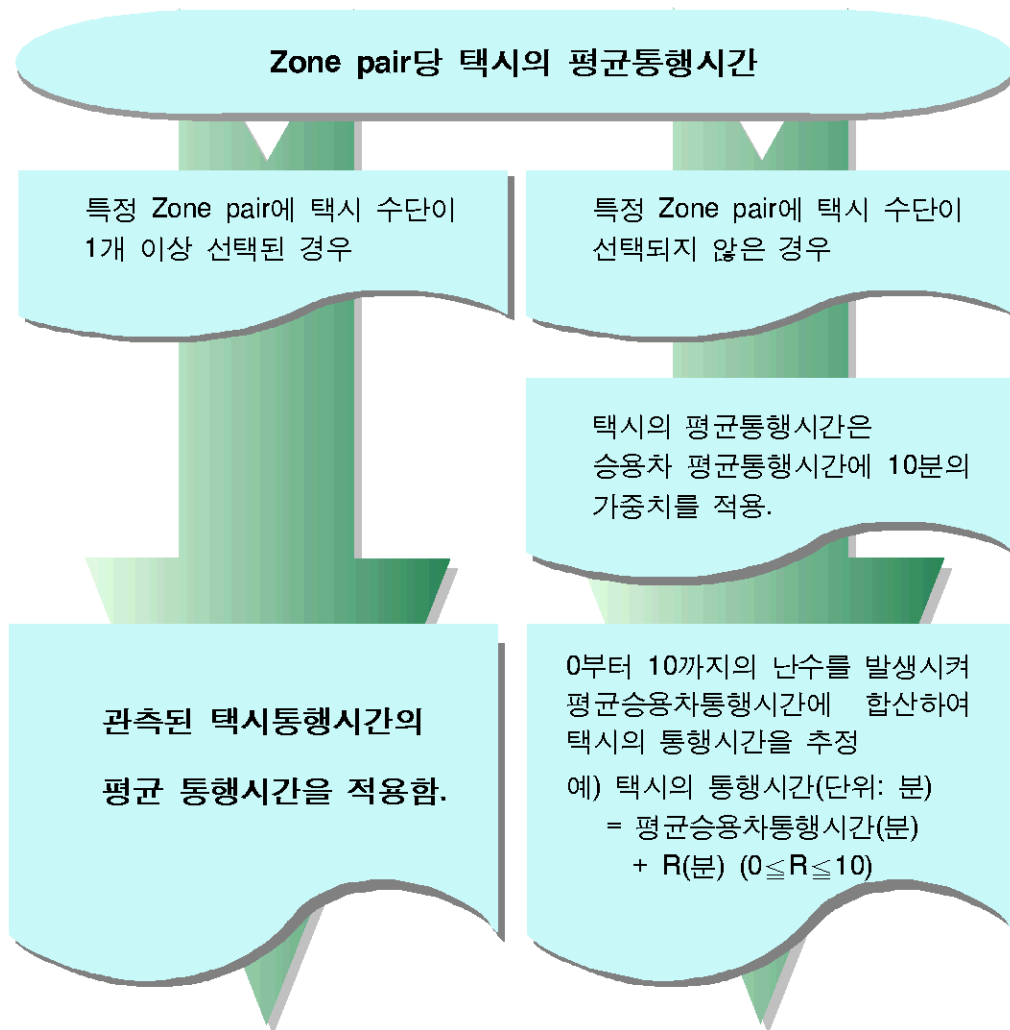 Zone pair당 택시의 평균통행시간
특정 Zone pair에 택시 수단이
1개 이상 선택된 경우
특정 Zone pair에 택시 수단이
선택되지 않은 경우
택시의 평균통행시간은
승용차 평균통행시간에 10분의
가중치를 적용.
관측된 택시통행시간의
평균 통행시간을 적용함.
0부터 10까지의 난수를 발생시켜
평균승용차통행시간에 합산하여
택시의 통행시간을 추정
예) 택시의 통행시간(단위: 분)
= 평균승용차통행시간(분)
+ R(분) (0≦R≦10)